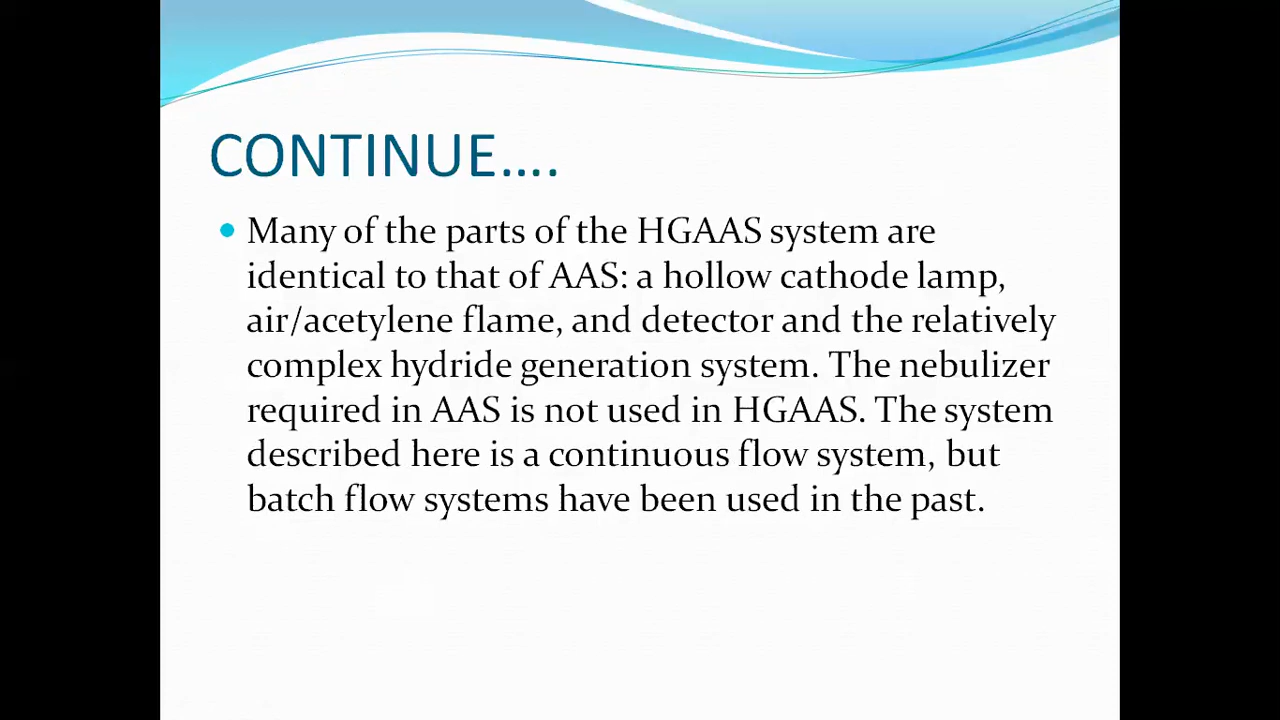 CONTINUE....
Many of the parts of the HGAAS system are
identical to that of AAS: a hollow cathode lamp,
air/acetylene flame, and detector and the relatively
complex hydride generation system. The nebulizer
required in AAS is not used in HGAAS. The system
described here is a continuous flow system, but
batch flow systems have been used in the past.